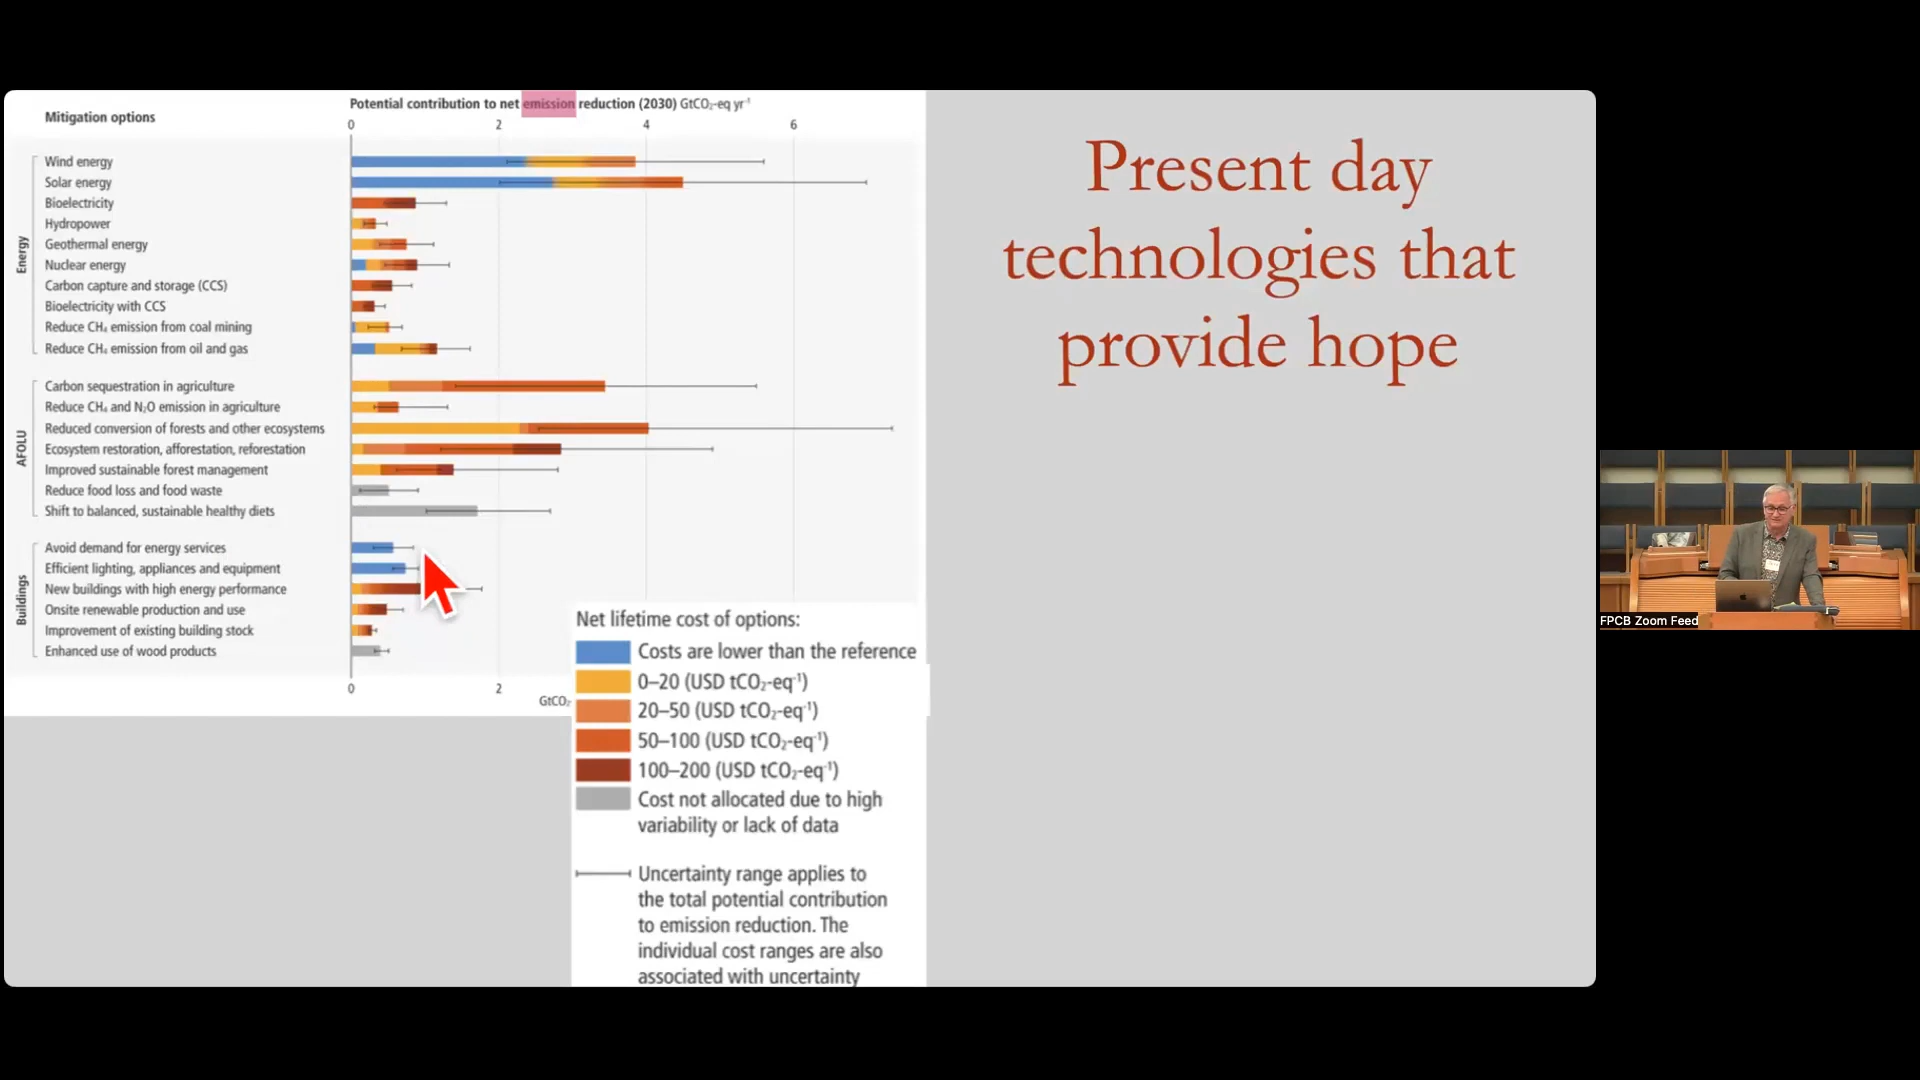 Potential contribution to net emission reduction (2030) GtCO₂-eq yr⁻¹
Mitigation options
0 2 4 6
Energy
Wind energy
Solar energy
Bioelectricity
Hydropower
Geothermal energy
Nuclear energy
Carbon capture and storage (CCS)
Bioelectricity with CCS
Reduce CH₄ emission from coal mining
Reduce CH₄ emission from oil and gas
AFOLU
Carbon sequestration in agriculture
Reduce CH₄ and N₂O emission in agriculture
Reduced conversion of forests and other ecosystems
Ecosystem restoration, afforestation, reforestation
Improved sustainable forest management
Reduce food loss and food waste
Shift to balanced, sustainable healthy diets
Buildings
Avoid demand for energy services
Efficient lighting, appliances and equipment
New buildings with high energy performance
Onsite renewable production and use
Improvement of existing building stock
Enhanced use of wood products
0 2
GtCO₂-
Net lifetime cost of options:
Costs are lower than the reference
0–20 (USD tCO₂-eq⁻¹)
20–50 (USD tCO₂-eq⁻¹)
50–100 (USD tCO₂-eq⁻¹)
100–200 (USD tCO₂-eq⁻¹)
Cost not allocated due to high
variability or lack of data
Uncertainty range applies to
the total potential contribution
to emission reduction. The
individual cost ranges are also
associated with uncertainty
Present day
technologies that
provide hope
FPCB Zoom Feed